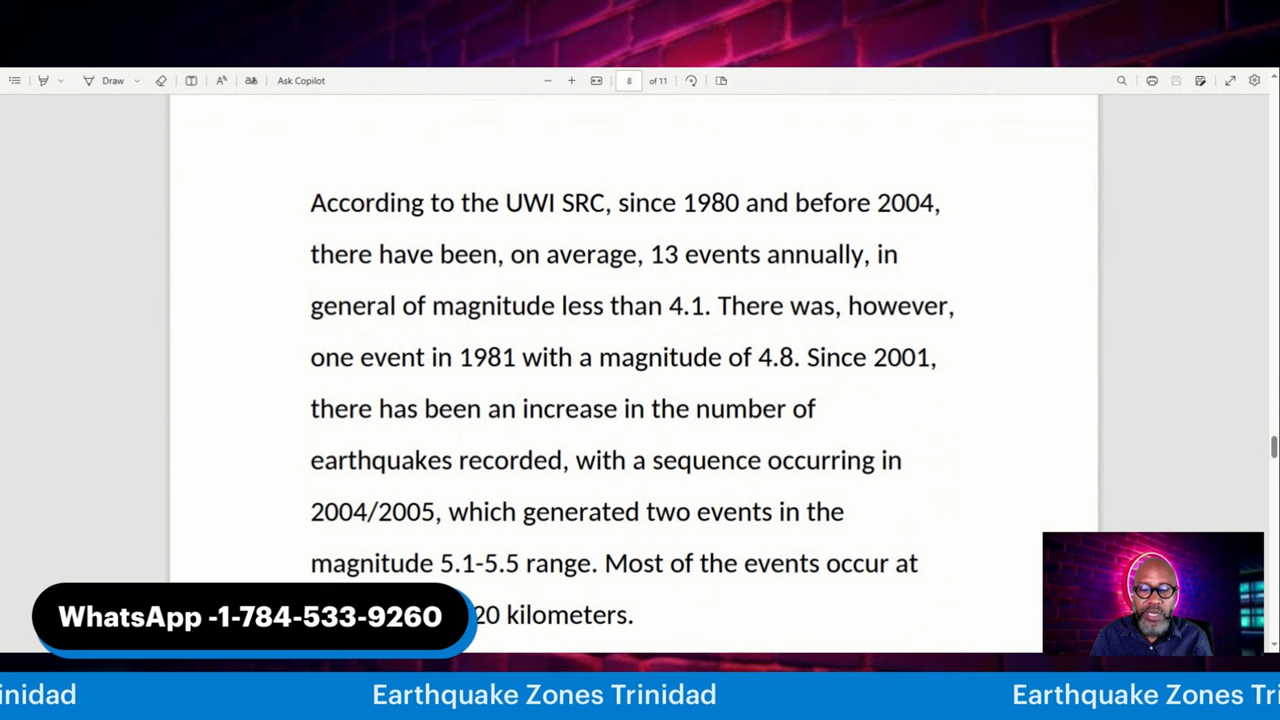 Draw
Ask Copilot
8 of 11
According to the UWI SRC, since 1980 and before 2004,
there have been, on average, 13 events annually, in
general of magnitude less than 4.1. There was, however,
one event in 1981 with a magnitude of 4.8. Since 2001,
there has been an increase in the number of
earthquakes recorded, with a sequence occurring in
2004/2005, which generated two events in the
magnitude 5.1-5.5 range. Most of the events occur at
20 kilometers.
WhatsApp -1-784-533-9260
inidad Earthquake Zones Trinidad Earthquake Zones Tri